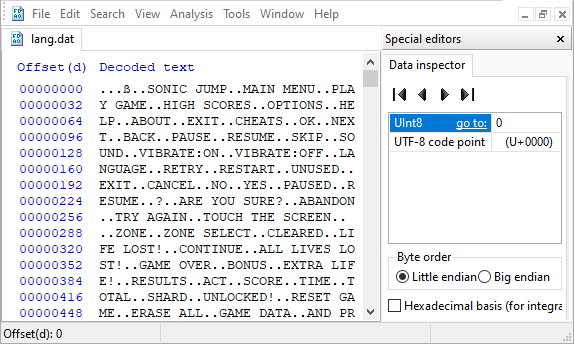 File Edit Search View Analysis Tools Window Help
lang.dat
Offset(d) Decoded text
00000000 ...ß..SONIC JUMP..MAIN MENU..PLA
00000032 Y GAME..HIGH SCORES..OPTIONS..HE
00000064 LP..ABOUT..EXIT..CHEATS..OK..NEX
00000096 T..BACK..PAUSE..RESUME..SKIP..SO
00000128 UND..VIBRATE:ON..VIBRATE:OFF..LA
00000160 NGUAGE..RETRY..RESTART..UNUSED..
00000192 EXIT..CANCEL..NO..YES..PAUSED..R
00000224 ESUME..?..ARE YOU SURE?..ABANDON
00000256 ..TRY AGAIN..TOUCH THE SCREEN..
00000288 ..ZONE..ZONE SELECT..CLEARED..LI
00000320 FE LOST!..CONTINUE..ALL LIVES LO
00000352 ST!..GAME OVER..BONUS..EXTRA LIF
00000384 E!..RESULTS..ACT..SCORE..TIME..T
00000416 OTAL..SHARD..UNLOCKED!..RESET GA
00000448 ME..ERASE ALL..GAME DATA..AND PR
Special editors
Data inspector
UInt8 go to: 0
UTF-8 code point (U+0000)
Byte order
Little endian Big endian
Hexadecimal basis (for integra
Offset(d): 0